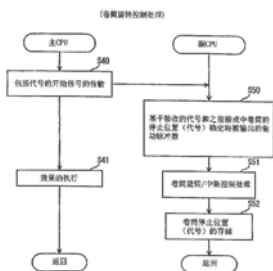 (卷筒旋转控制处理)
主CPU
副CPU
S40
包括代号的开始信号的传输
S50
基于接收的代号和之前游戏中卷筒的
停止位置(代号)确定将被输出的驱
动脉冲数
S41
效果的执行
S51
卷筒旋转/中断控制处理
S52
卷筒停止位置
(代号)的存储
返回
返回